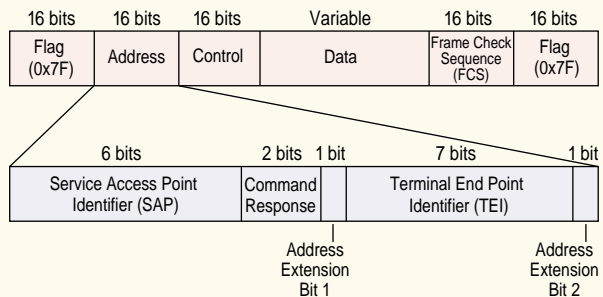 16 bits 16 bits 16 bits Variable 16 bits 16 bits
Flag
(0x7F)
Address
Control
Data
Frame Check
Sequence
(FCS)
Flag
(0x7F)
6 bits 2 bits 1 bit 7 bits 1 bit
Service Access Point
Identifier (SAP)
Command
Response
Terminal End Point
Identifier (TEI)
Address
Extension
Bit 1
Address
Extension
Bit 2